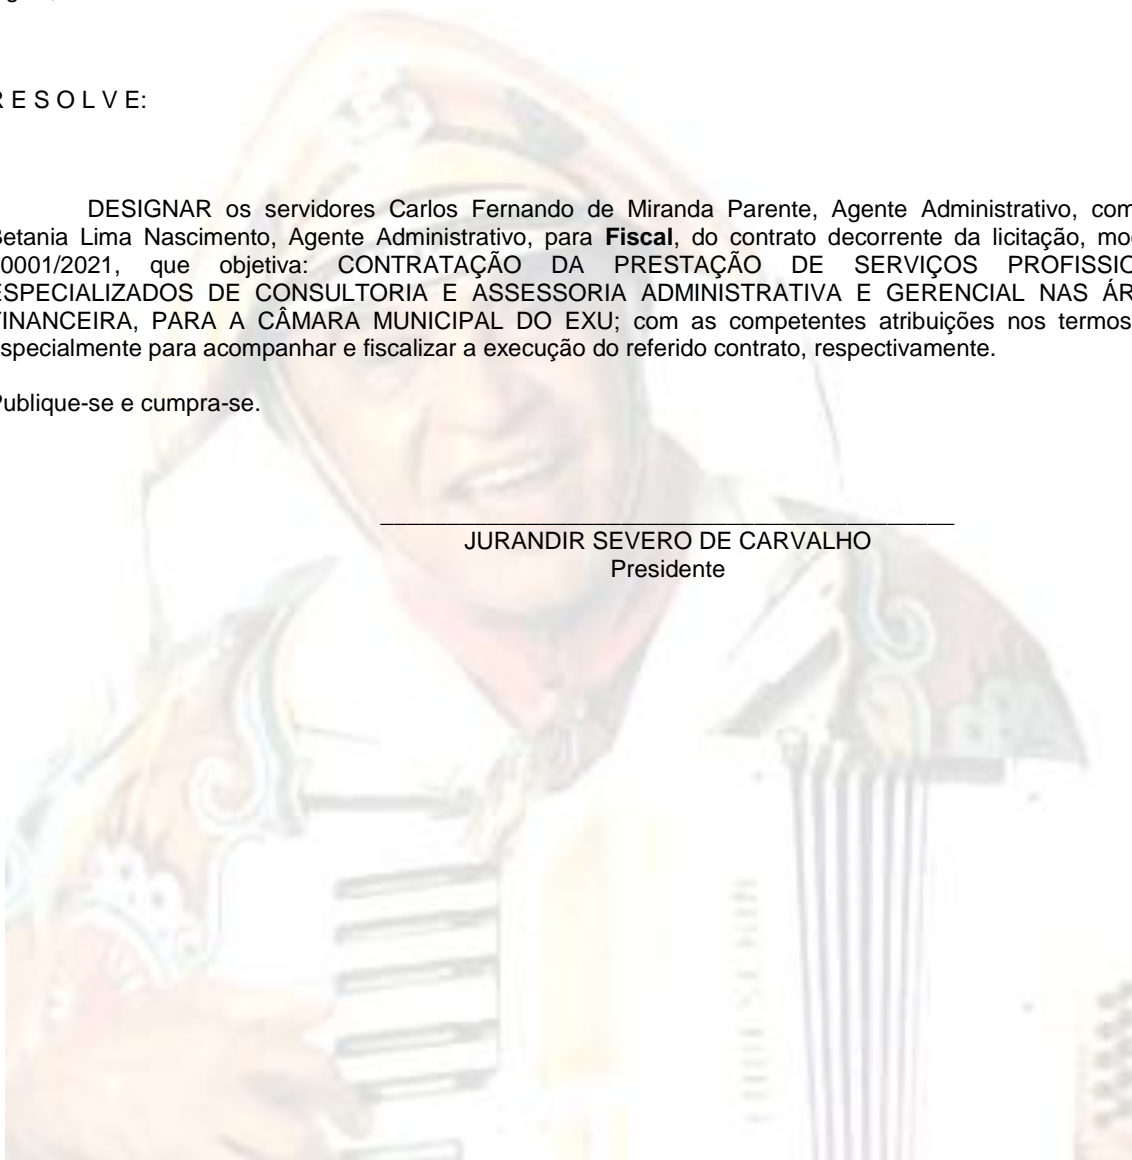 R E S O L V E:
DESIGNAR os servidores Carlos Fernando de Miranda Parente, Agente Administrativo, com
Betania Lima Nascimento, Agente Administrativo, para Fiscal, do contrato decorrente da licitação, mod
0001/2021, que objetiva: CONTRATAÇÃO DA PRESTAÇÃO DE SERVIÇOS PROFISSIO
ESPECIALIZADOS DE CONSULTORIA E ASSESSORIA ADMINISTRATIVA E GERENCIAL NAS ÁR
FINANCEIRA, PARA A CÂMARA MUNICIPAL DO EXU; com as competentes atribuições nos termos
especialmente para acompanhar e fiscalizar a execução do referido contrato, respectivamente.
Publique-se e cumpra-se.
JURANDIR SEVERO DE CARVALHO
Presidente